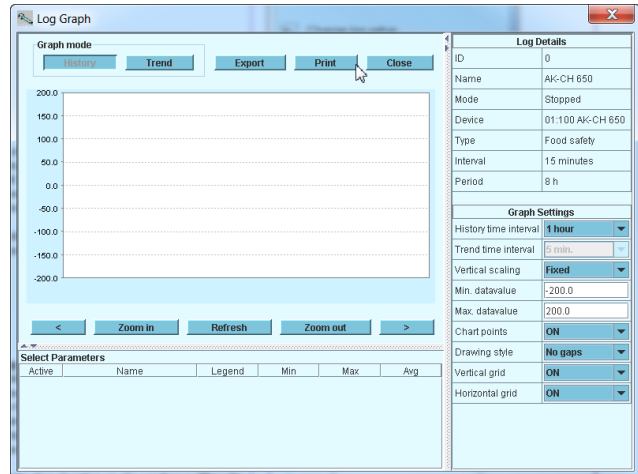 Log Graph
Graph mode
History Trend Export Print Close
200.0
150.0
100.0
50.0
0.0
-50.0
-100.0
-150.0
-200.0
< Zoom in Refresh Zoom out >
Select Parameters
Active Name Legend Min Max Avg
Log Details
ID 0
Name AK-CH 650
Mode Stopped
Device 01:100 AK-CH 650
Type Food safety
Interval 15 minutes
Period 8 h
Graph Settings
History time interval 1 hour
Trend time interval 5 min.
Vertical scaling Fixed
Min. datavalue -200.0
Max. datavalue 200.0
Chart points ON
Drawing style No gaps
Vertical grid ON
Horizontal grid ON